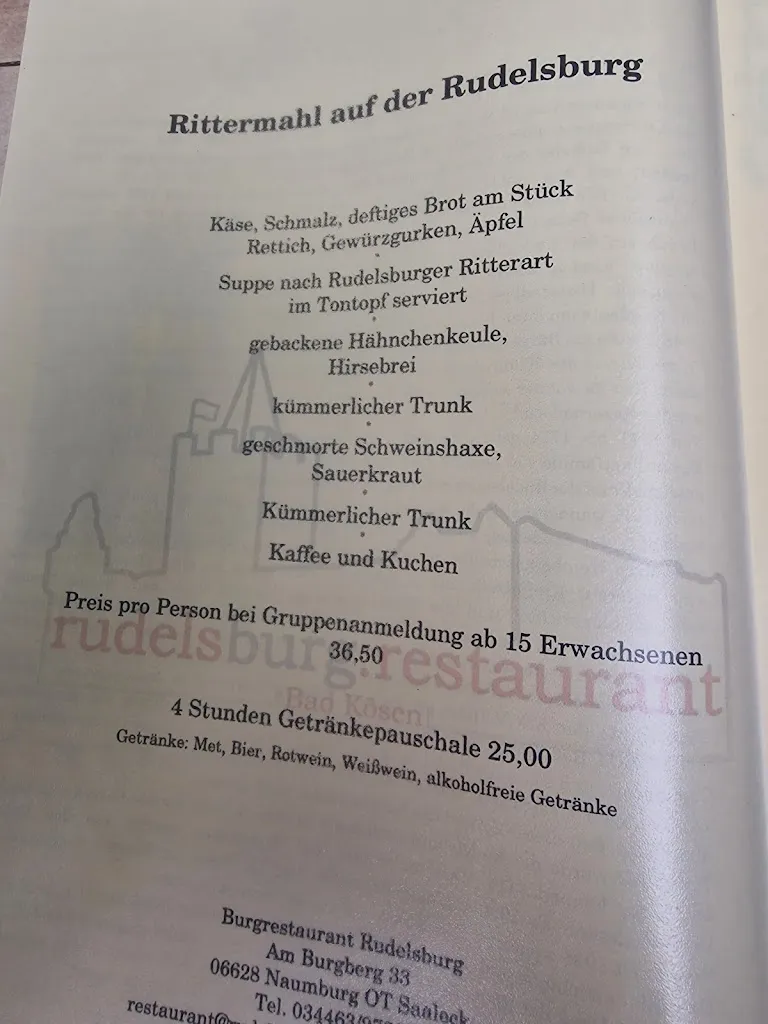 Rittermahl auf der Rudelsburg
Käse, Schmalz, deftiges Brot am Stück
Rettich, Gewürzgurken, Äpfel
Suppe nach Rudelsburger Ritterart
im Tontopf serviert
gebackene Hähnchenkeule,
Hirsebrei
kümmerlicher Trunk
geschmorte Schweinshaxe,
Sauerkraut
Kümmerlicher Trunk
Kaffee und Kuchen
Preis pro Person bei Gruppenanmeldung ab 15 Erwachsenen
36,50
rudelsburg.restaurant
Bad Kösen
4 Stunden Getränkepauschale 25,00
Getränke: Met, Bier, Rotwein, Weißwein, alkoholfreie Getränke
Burgrestaurant Rudelsburg
Am Burgberg 33
06628 Naumburg OT Saaleck
Tel.